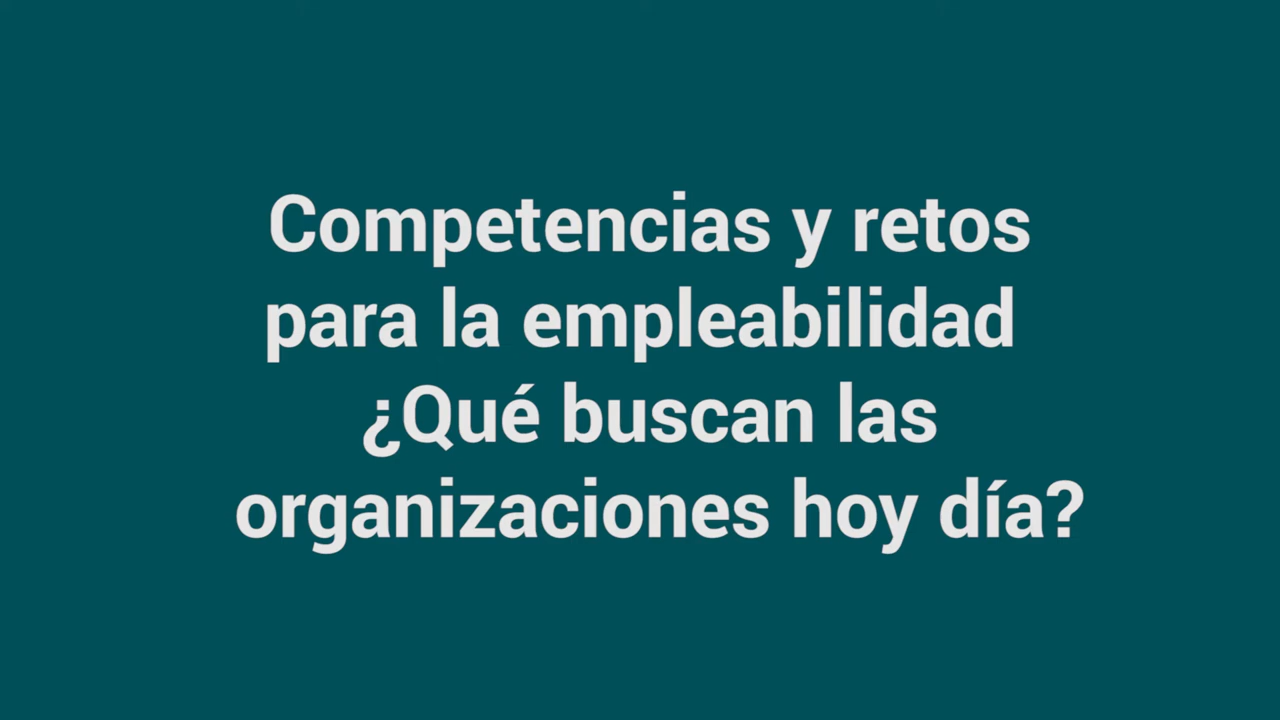 Competencias y retos
para la empleabilidad
¿Qué buscan las
organizaciones hoy día?